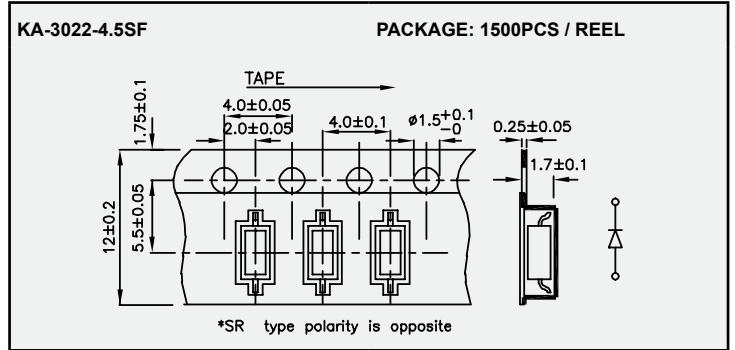 KA-3022-4.5SF
PACKAGE: 1500PCS / REEL
TAPE
1.75±0.1
4.0±0.05
2.0±0.05
4.0±0.1
ø1.5+0.1
-0
0.25±0.05
1.7±0.1
12±0.2
5.5±0.05
*SR type polarity is opposite